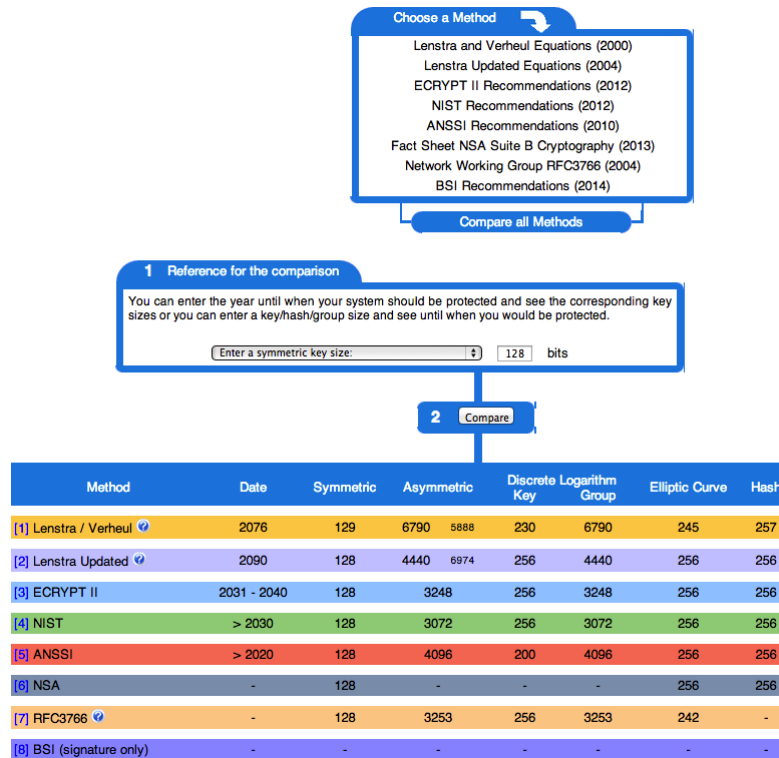 Choose a Method
Lenstra and Verheul Equations (2000)
Lenstra Updated Equations (2004)
ECRYPT II Recommendations (2012)
NIST Recommendations (2012)
ANSSI Recommendations (2010)
Fact Sheet NSA Suite B Cryptography (2013)
Network Working Group RFC3766 (2004)
BSI Recommendations (2014)
Compare all Methods
1 Reference for the comparison
You can enter the year until when your system should be protected and see the corresponding key
sizes or you can enter a key/hash/group size and see until when you would be protected.
Enter a symmetric key size: 128 bits
2 Compare
Method Date Symmetric Asymmetric Discrete Logarithm Elliptic Curve Hash
Key Group
[1] Lenstra / Verheul ? 2076 129 6790 5888 230 6790 245 257
[2] Lenstra Updated ? 2090 128 4440 6974 256 4440 256 256
[3] ECRYPT II 2031 - 2040 128 3248 256 3248 256 256
[4] NIST > 2030 128 3072 256 3072 256 256
[5] ANSSI > 2020 128 4096 200 4096 256 256
[6] NSA - 128 - - - 256 256
[7] RFC3766 ? - 128 3253 256 3253 242 -
[8] BSI (signature only) - - - - - - -